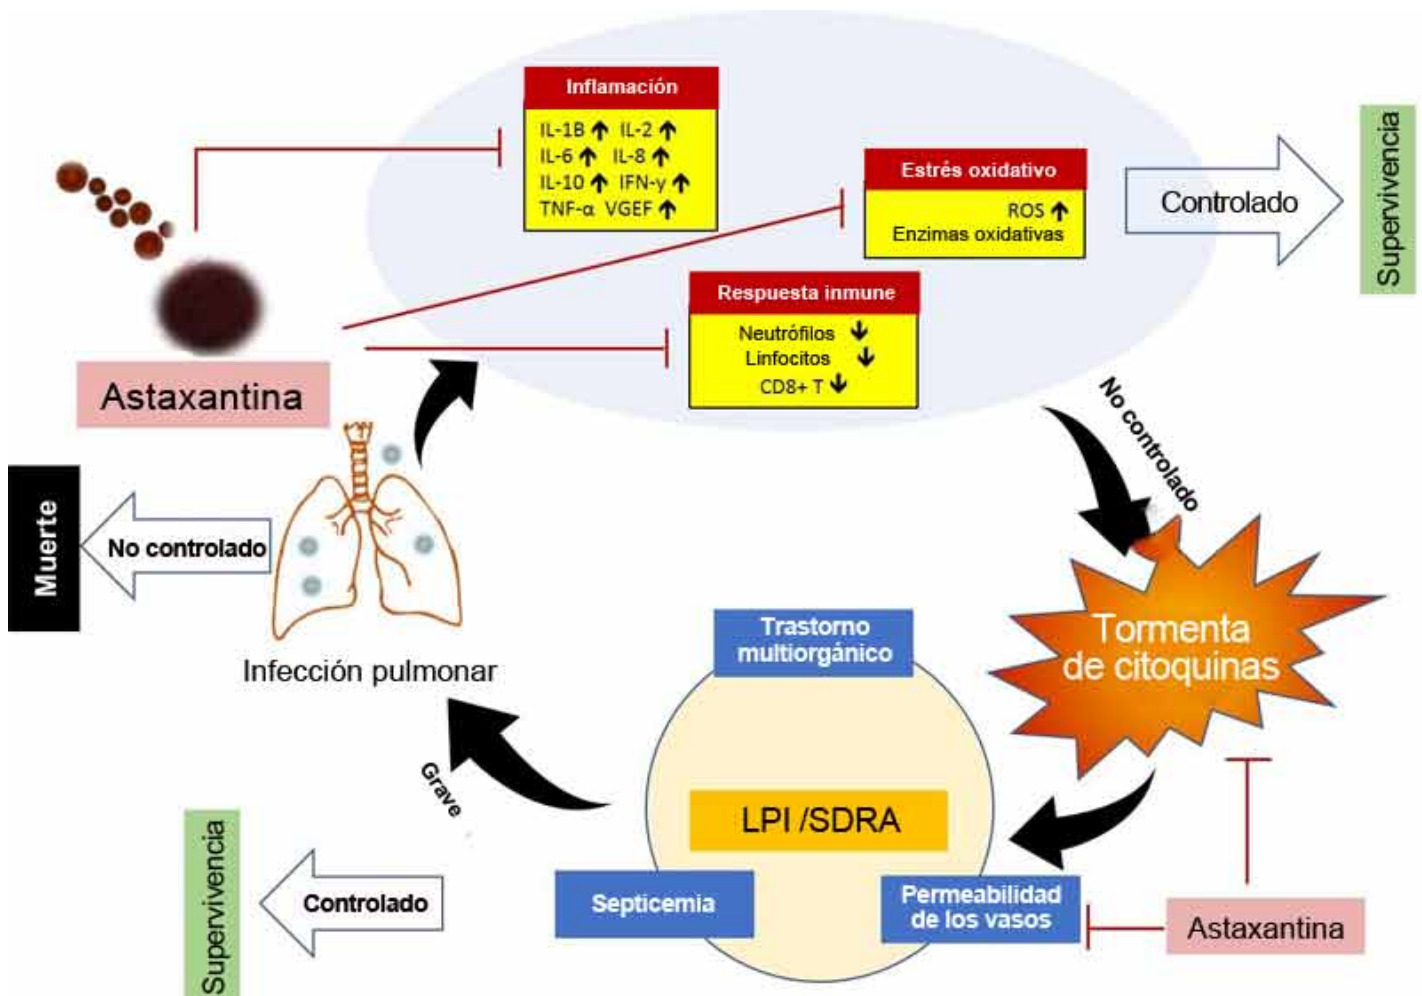 Inflamación
IL-1B ↑ IL-2 ↑
IL-6 ↑ IL-8 ↑
IL-10 ↑ IFN-γ ↑
TNF-α VGEF ↑
Estrés oxidativo
ROS ↑
Enzimas oxidativas
Controlado
Supervivencia
Respuesta inmune
Neutrófilos ↓
Linfocitos ↓
CD8+ T ↓
Astaxantina
No controlado
Muerte
No controlado
Infección pulmonar
Tormenta
de citoquinas
Trastorno
multiorgánico
LPI /SDRA
Grave
Septicemia
Permeabilidad
de los vasos
Astaxantina
Controlado
Supervivencia